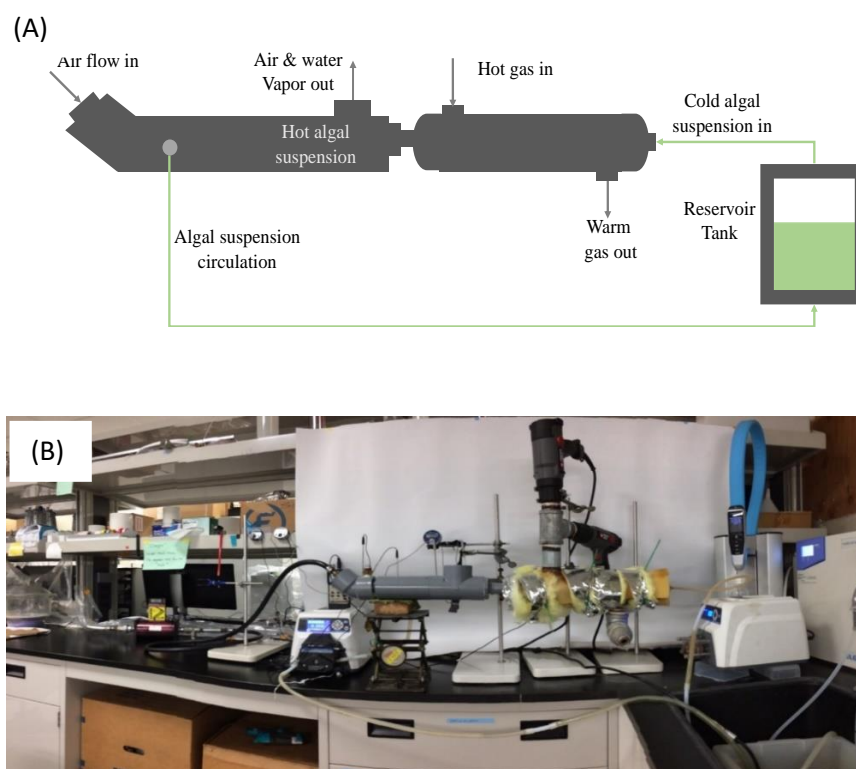 (A)
Air flow in
Air & water
Vapor out
Hot gas in
Cold algal
suspension in
Hot algal
suspension
Reservoir
Tank
Algal suspension
circulation
Warm
gas out
(B)